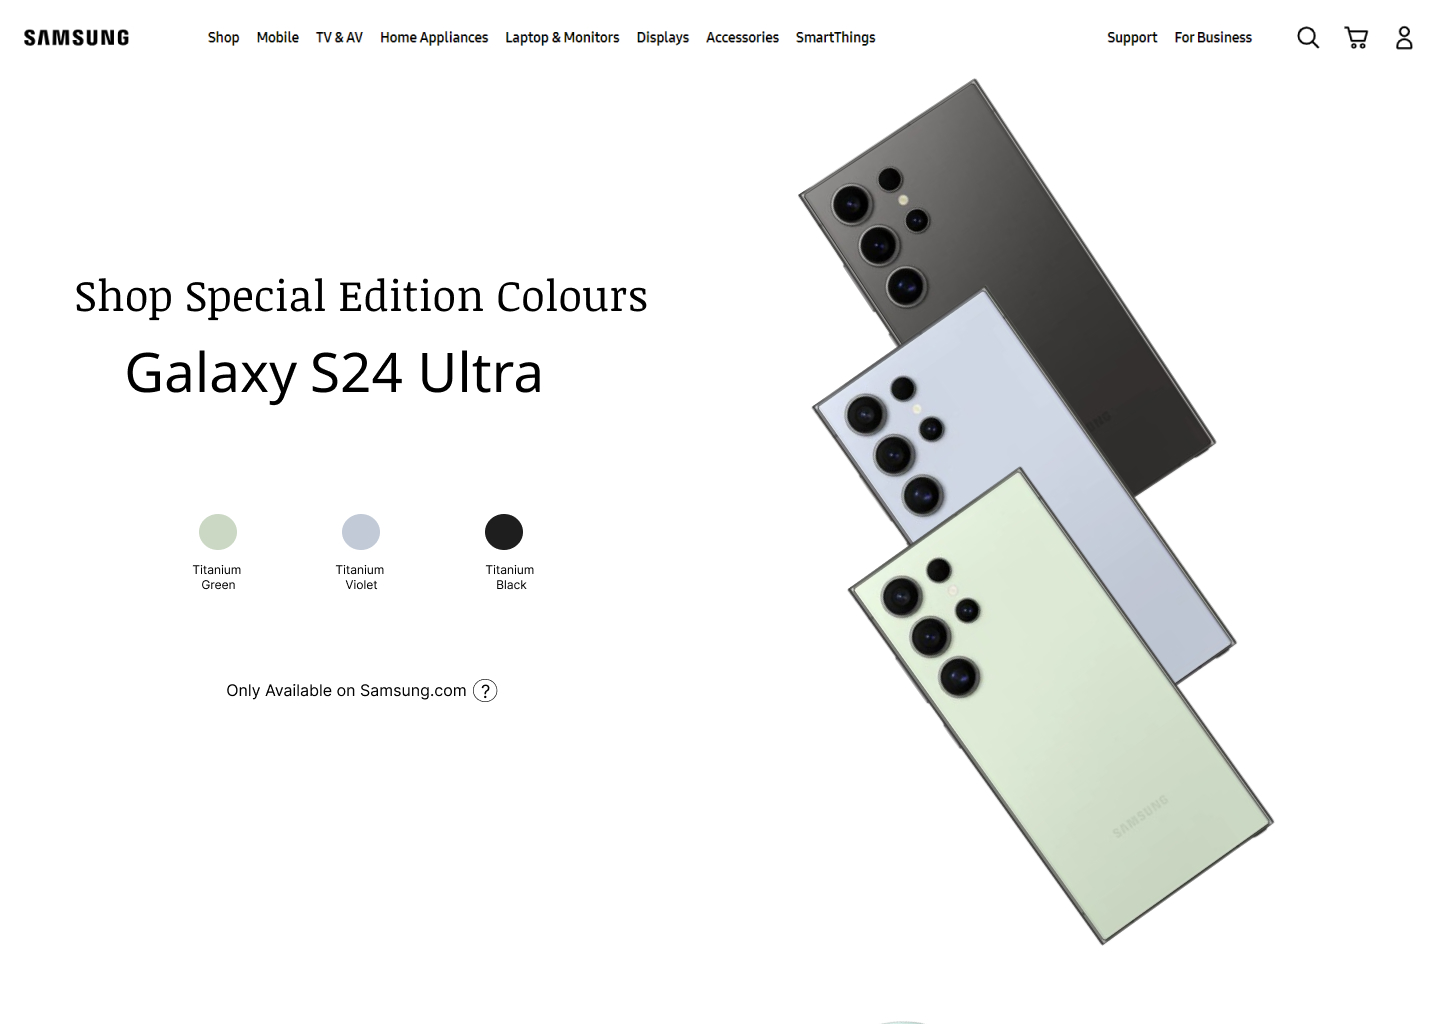 SAMSUNG Shop Mobile TV & AV Home Appliances Laptop & Monitors Displays Accessories SmartThings Support For Business
Shop Special Edition Colours
Galaxy S24 Ultra
Titanium Green
Titanium Violet
Titanium Black
Only Available on Samsung.com ?
SAMSUNG